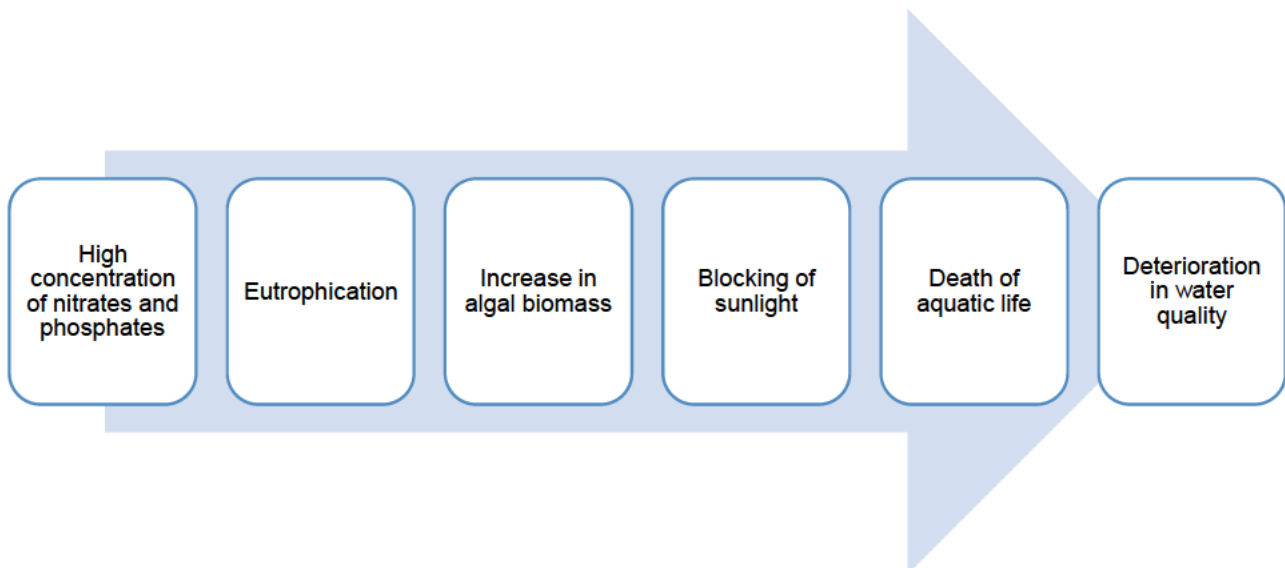 High
concentration
of nitrates and
phosphates
Eutrophication
Increase in
algal biomass
Blocking of
sunlight
Death of
aquatic life
Deterioration
in water
quality